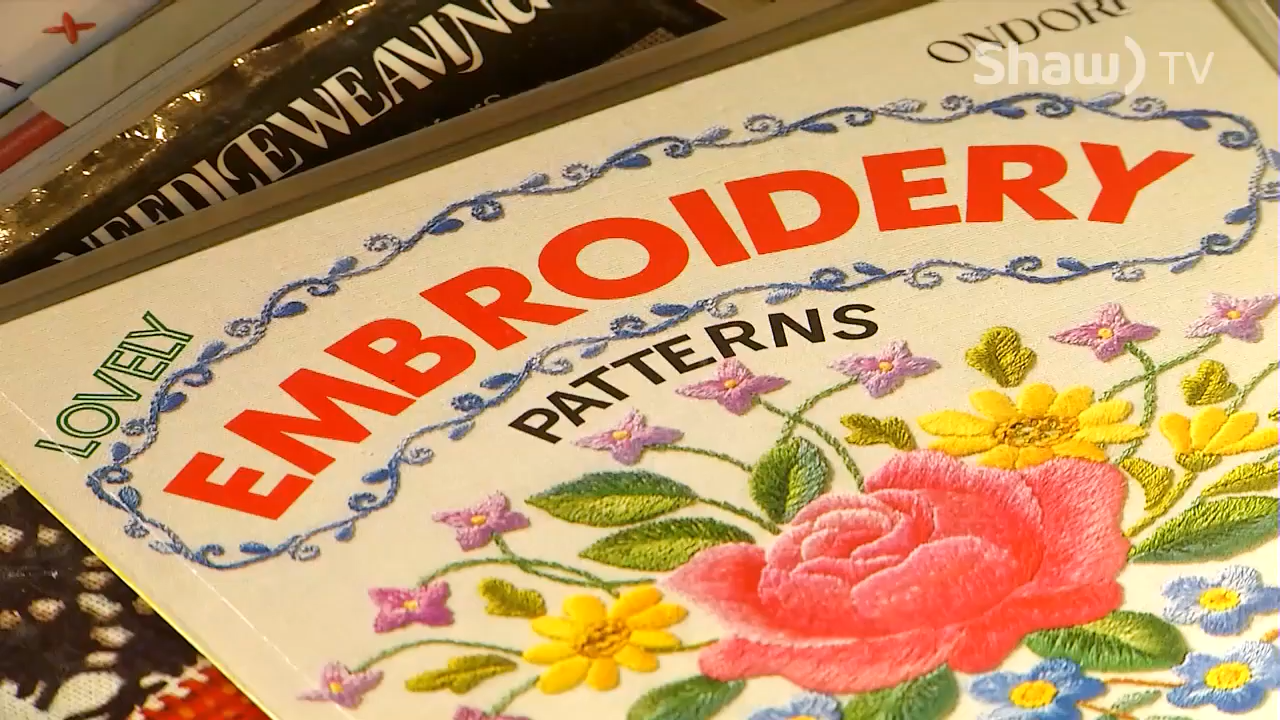 NEEDLEWEAVING
ONDORI
Shaw) TV
LOVELY
EMBROIDERY
PATTERNS